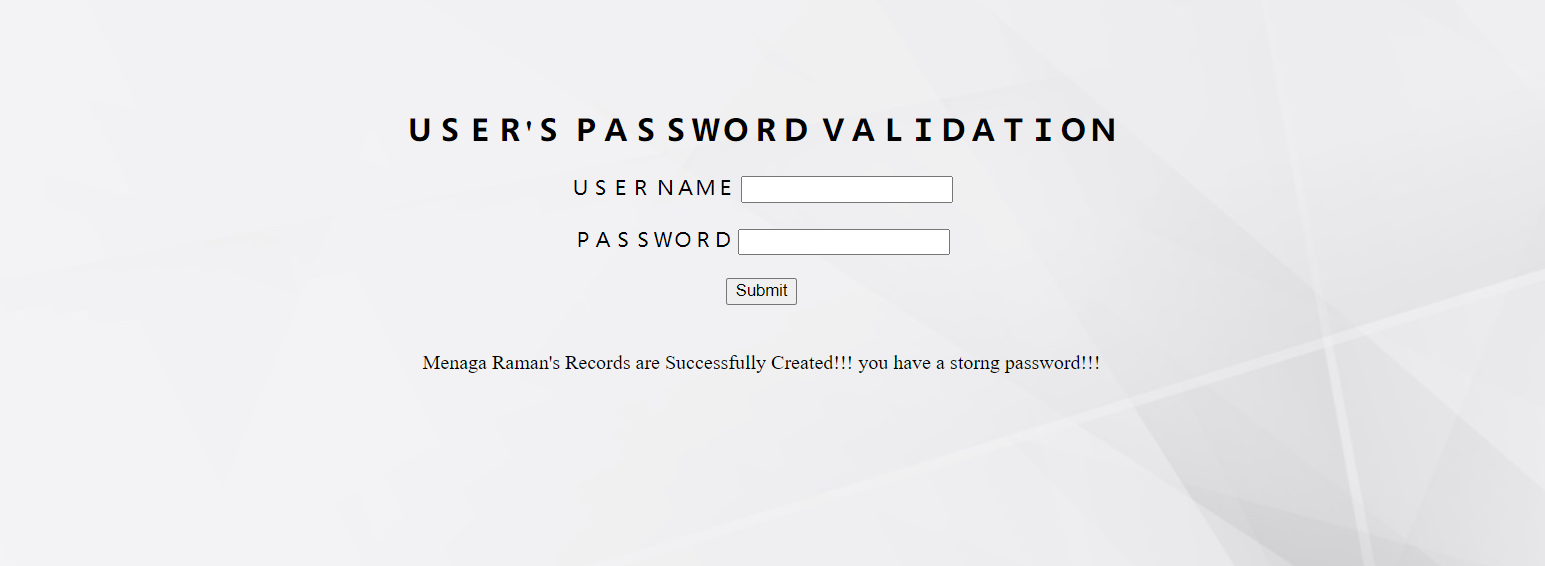 USER'S PASSWORD VALIDATION
USER NAME
PASSWORD
Submit
Menaga Raman's Records are Successfully Created!!! you have a storng password!!!